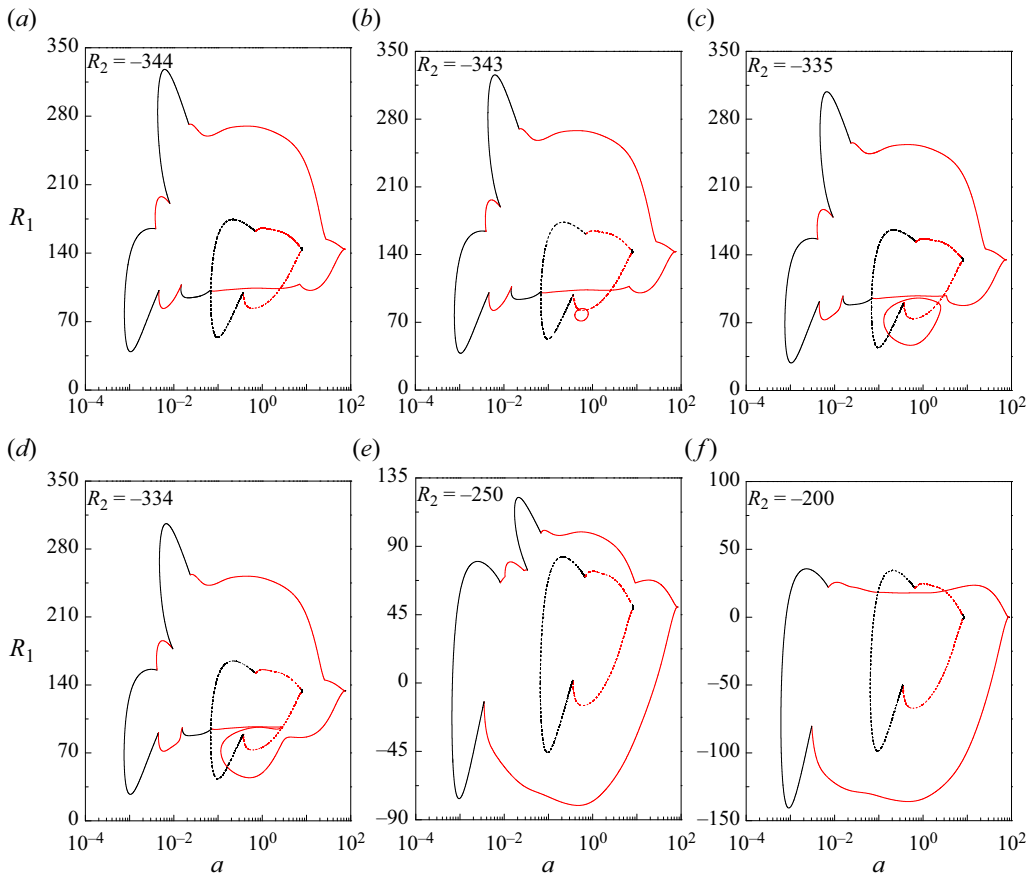 (a) (b) (c)
350 350 350
R₂ = –344 R₂ = –343 R₂ = –335
280 280 280
210 210 210
R₁
140 140 140
70 70 70
0 0 0
10⁻⁴ 10⁻² 10⁰ 10² 10⁻⁴ 10⁻² 10⁰ 10² 10⁻⁴ 10⁻² 10⁰ 10²
(d) (e) (f)
350 135 100
R₂ = –334 R₂ = –250 R₂ = –200
280 90 50
210 45 0
R₁
140 0 –50
70 –45 –100
0 –90 –150
10⁻⁴ 10⁻² 10⁰ 10² 10⁻⁴ 10⁻² 10⁰ 10² 10⁻⁴ 10⁻² 10⁰ 10²
a a a